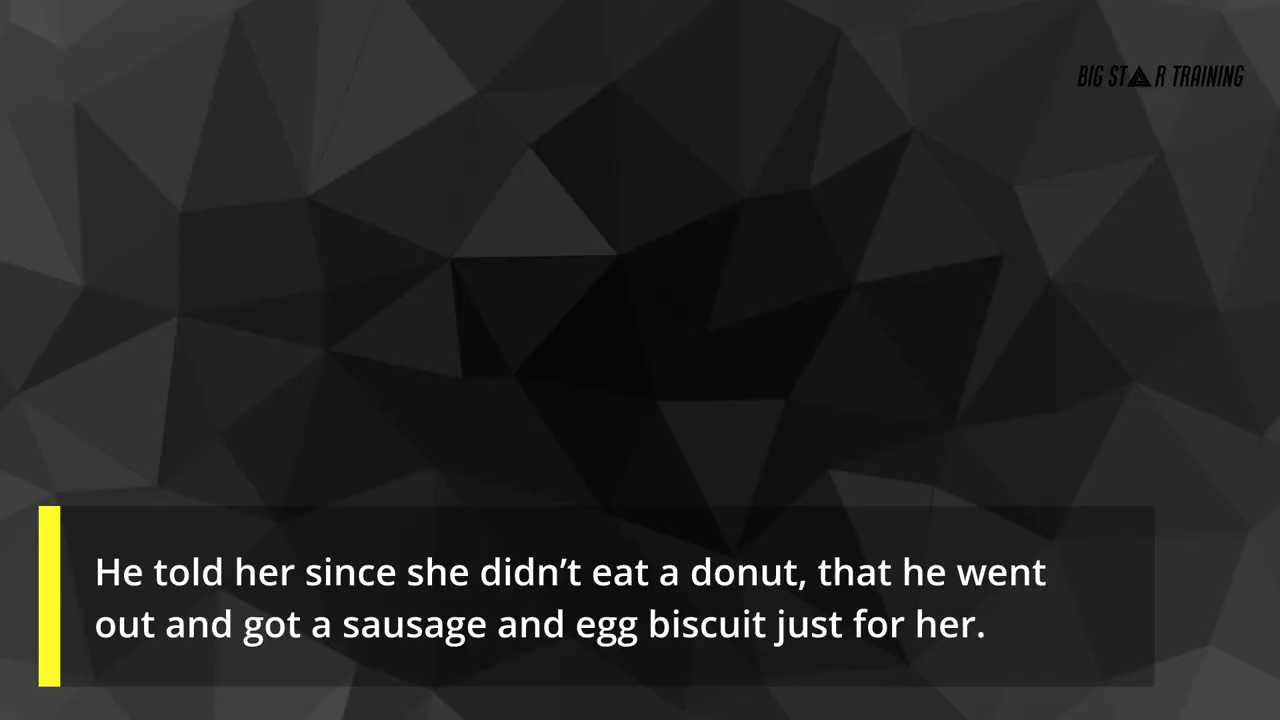 BIG STAR TRAINING
He told her since she didn’t eat a donut, that he went
out and got a sausage and egg biscuit just for her.